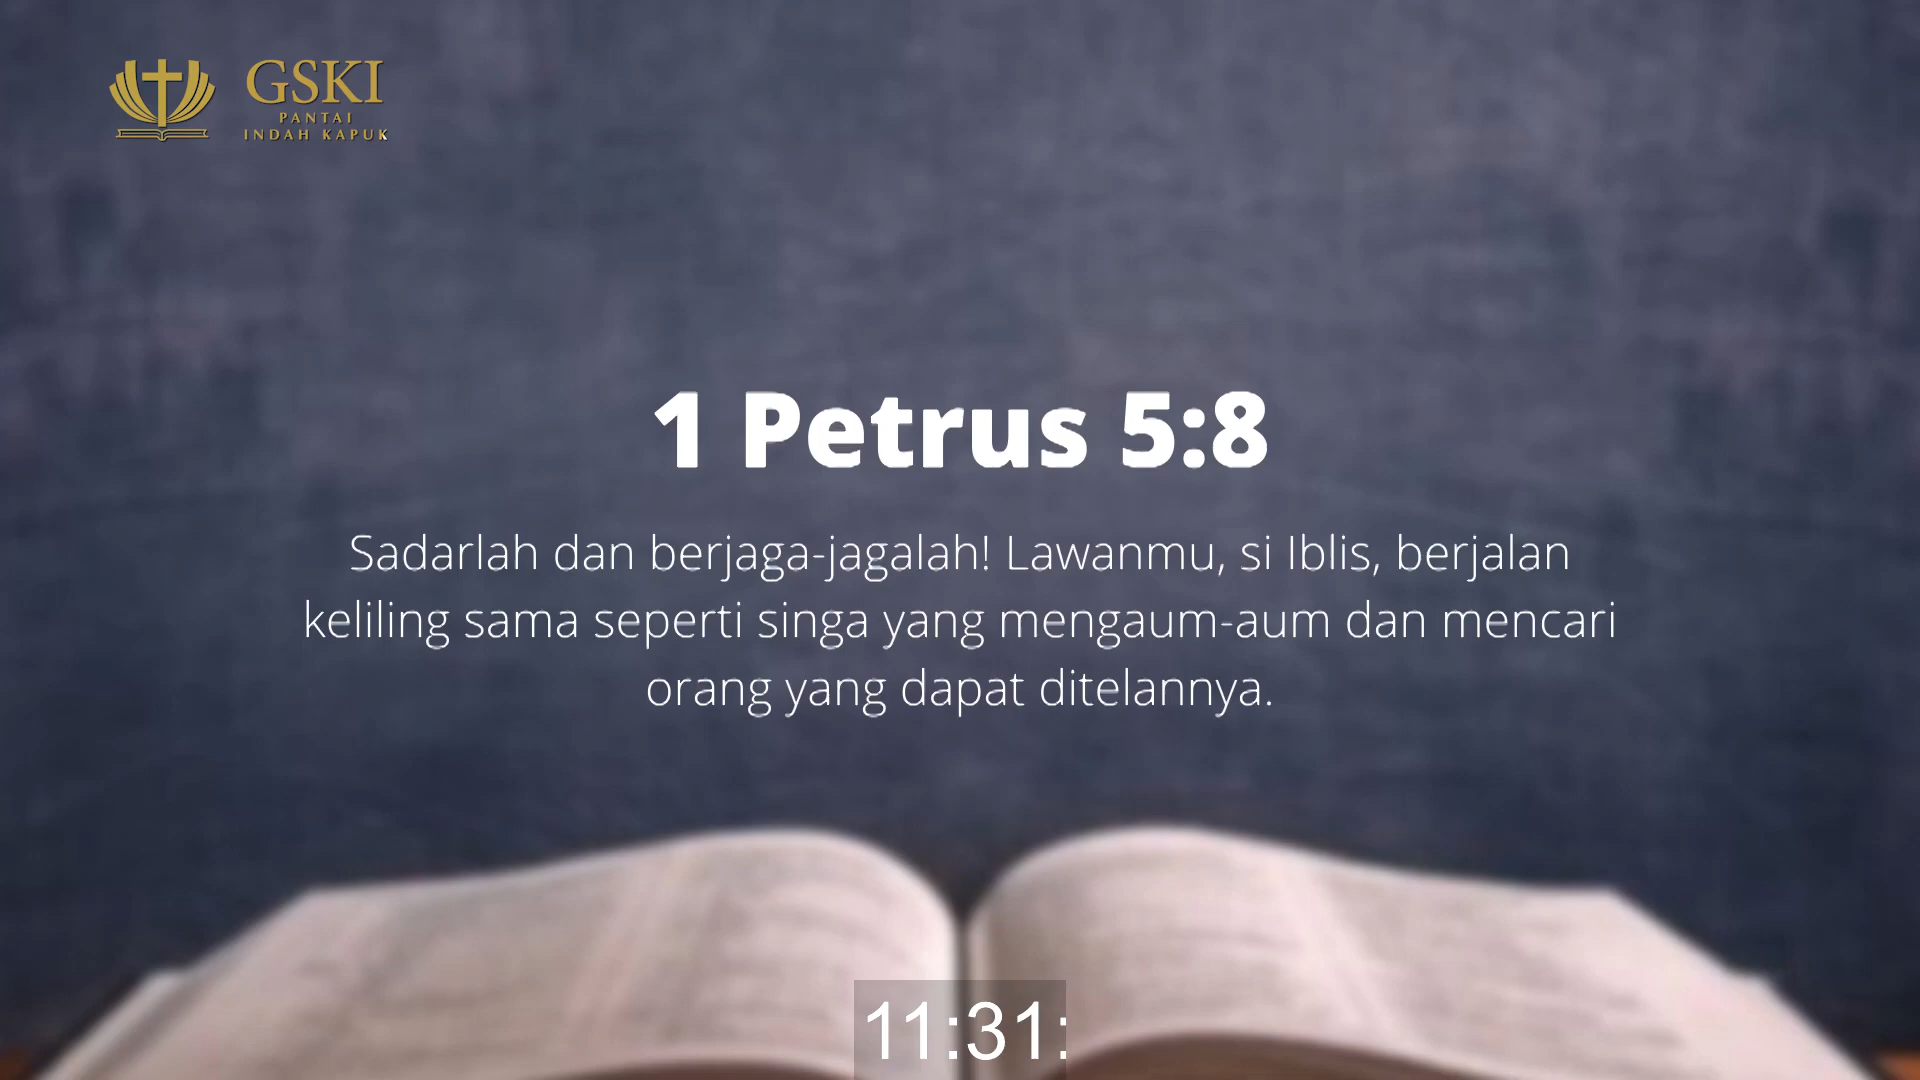 GSKI
PANTAI
INDAH KAPUK
1 Petrus 5:8
Sadarlah dan berjaga-jagalah! Lawanmu, si Iblis, berjalan
keliling sama seperti singa yang mengaum-aum dan mencari
orang yang dapat ditelannya.
11:31: